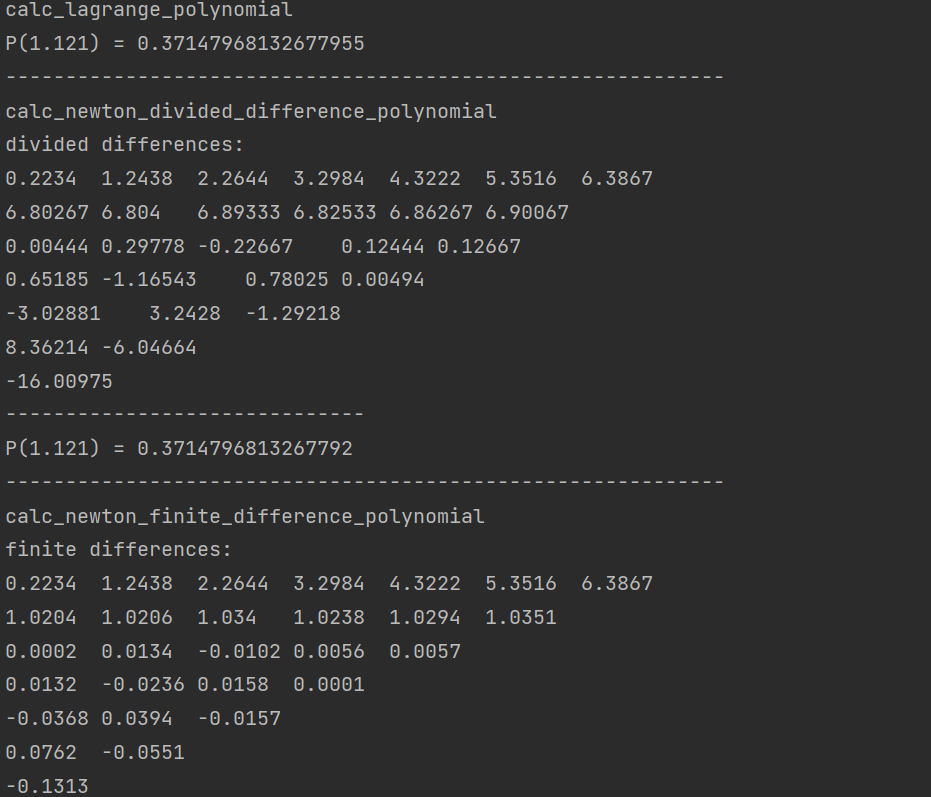 calc_lagrange_polynomial
P(1.121) = 0.37147968132677955
------------------------------------------------------------
calc_newton_divided_difference_polynomial
divided differences:
0.2234  1.2438  2.2644  3.2984  4.3222  5.3516  6.3867
6.80267 6.804   6.89333 6.82533 6.86267 6.90067
0.00444 0.29778 -0.22667    0.12444 0.12667
0.65185 -1.16543    0.78025 0.00494
-3.02881    3.2428  -1.29218
8.36214 -6.04664
-16.00975
------------------------------
P(1.121) = 0.3714796813267792
------------------------------------------------------------
calc_newton_finite_difference_polynomial
finite differences:
0.2234  1.2438  2.2644  3.2984  4.3222  5.3516  6.3867
1.0204  1.0206  1.034   1.0238  1.0294  1.0351
0.0002  0.0134  -0.0102 0.0056  0.0057
0.0132  -0.0236 0.0158  0.0001
-0.0368 0.0394  -0.0157
0.0762  -0.0551
-0.1313